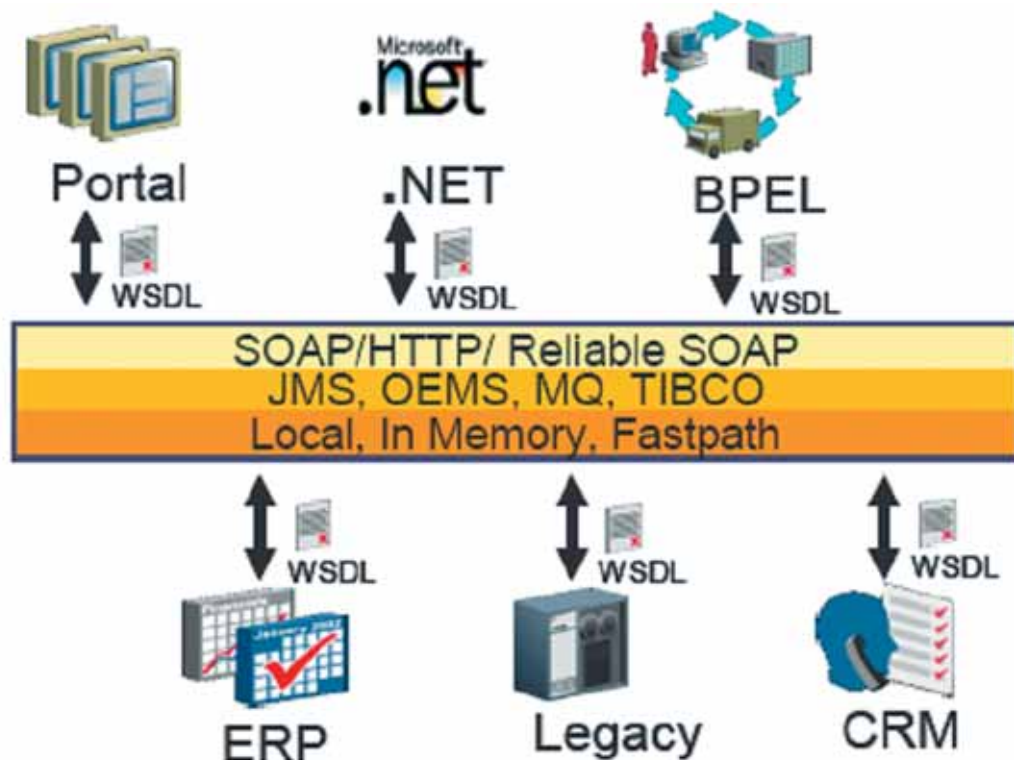 Microsoft
.net
Portal
.NET
BPEL
WSDL
WSDL
WSDL
SOAP/HTTP/ Reliable SOAP
JMS, OEMS, MQ, TIBCO
Local, In Memory, Fastpath
WSDL
WSDL
WSDL
January 2002
ERP
Legacy
CRM